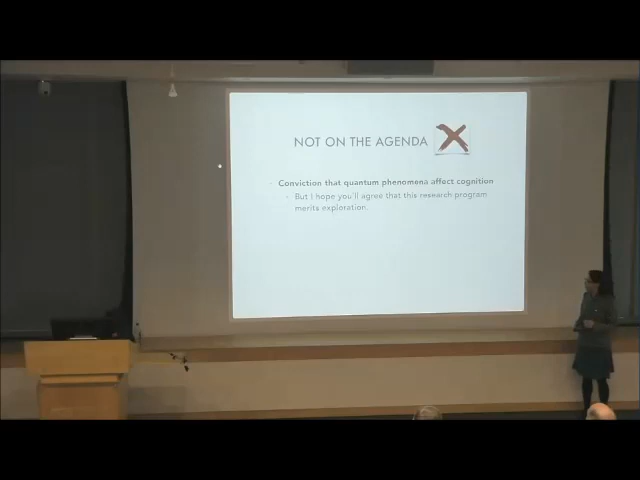 NOT ON THE AGENDA
Conviction that quantum phenomena affect cognition
But I hope you'll agree that this research program
merits exploration.